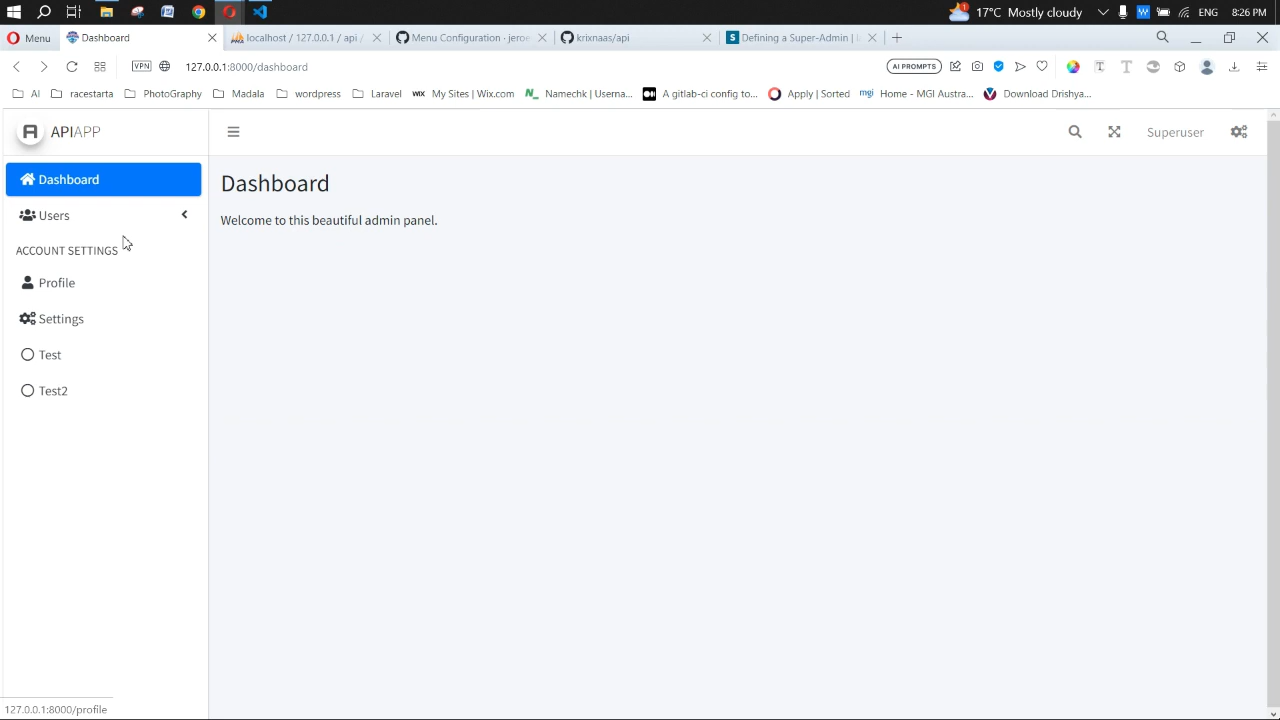 17°C Mostly cloudy
ENG
8:26 PM
Menu
Dashboard
localhost / 127.0.0.1 / api /
Menu Configuration · jeroe
krixnaas/api
S Defining a Super-Admin | l
VPN
127.0.0.1:8000/dashboard
AI PROMPTS
AI
racestarta
PhotoGraphy
Madala
wordpress
Laravel
WIX My Sites | Wix.com
N_ Namechk | Userna...
A gitlab-ci config to...
Apply | Sorted
mgi Home - MGI Austra...
Download Drishya...
A APIAPP
Superuser
Dashboard
Users
ACCOUNT SETTINGS
Profile
Settings
Test
Test2
Dashboard
Welcome to this beautiful admin panel.
127.0.0.1:8000/profile